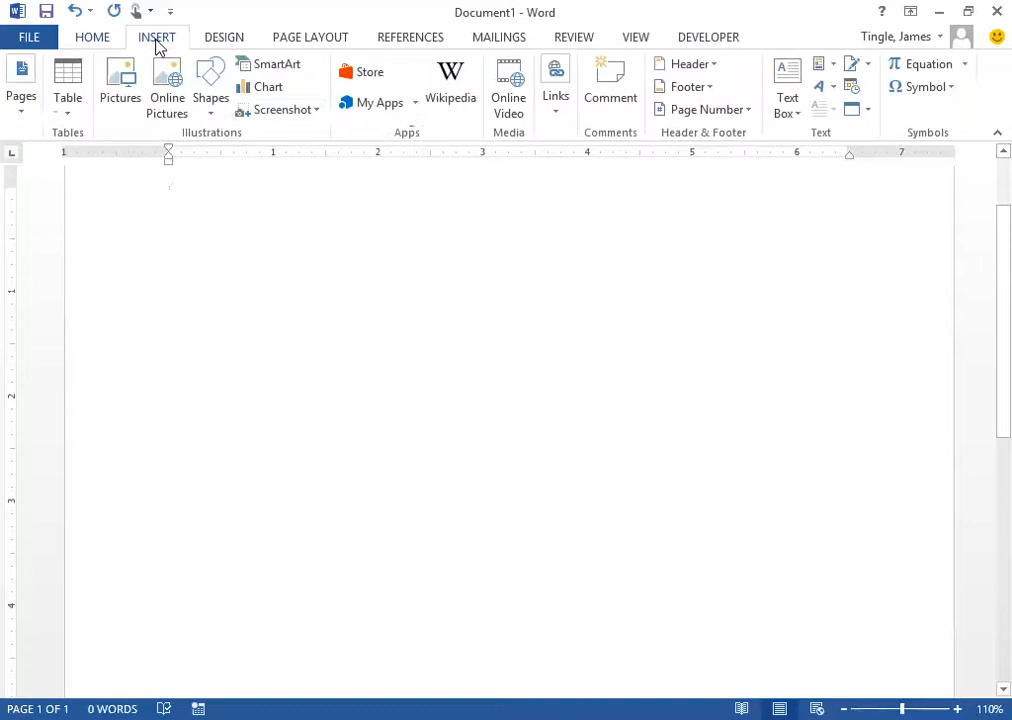 Document1 - Word
?
FILE HOME INSERT DESIGN PAGE LAYOUT REFERENCES MAILINGS REVIEW VIEW DEVELOPER Tingle, James
Pages
Table
Pictures
Online Pictures
Shapes
SmartArt
Chart
Screenshot
Store
My Apps
W
Wikipedia
Online Video
Links
Comment
Header
Footer
Page Number
A
Text Box
A
π Equation
Ω Symbol
Tables Illustrations Apps Media Comments Header & Footer Text Symbols
L 1 1 2 3 4 5 6 7
1
2
3
4
PAGE 1 OF 1 0 WORDS 110%